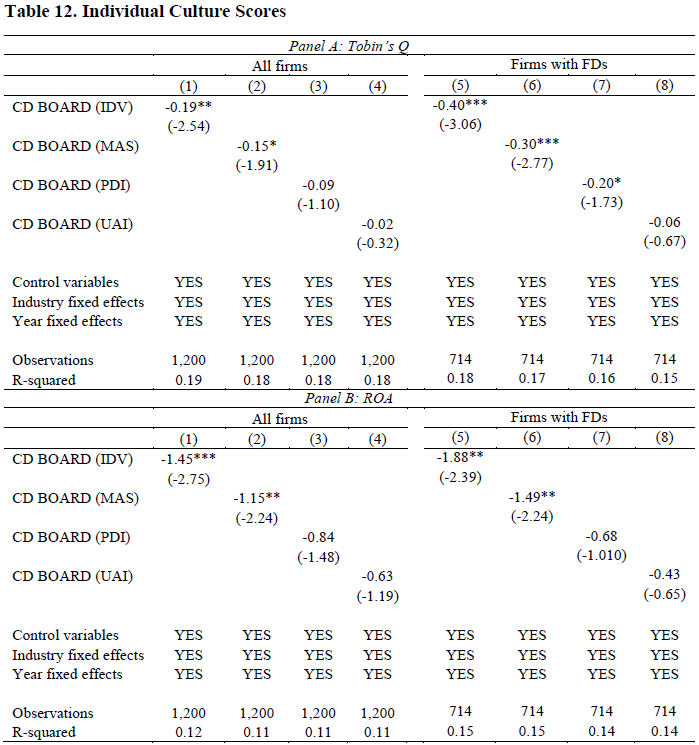 Table 12. Individual Culture Scores
Panel A: Tobin's Q
All firms Firms with FDs
(1) (2) (3) (4) (5) (6) (7) (8)
CD BOARD (IDV) -0.19** -0.40***
(-2.54) (-3.06)
CD BOARD (MAS) -0.15* -0.30***
(-1.91) (-2.77)
CD BOARD (PDI) -0.09 -0.20*
(-1.10) (-1.73)
CD BOARD (UAI) -0.02 -0.06
(-0.32) (-0.67)
Control variables YES YES YES YES YES YES YES YES
Industry fixed effects YES YES YES YES YES YES YES YES
Year fixed effects YES YES YES YES YES YES YES YES
Observations 1,200 1,200 1,200 1,200 714 714 714 714
R-squared 0.19 0.18 0.18 0.18 0.18 0.17 0.16 0.15
Panel B: ROA
All firms Firms with FDs
(1) (2) (3) (4) (5) (6) (7) (8)
CD BOARD (IDV) -1.45*** -1.88**
(-2.75) (-2.39)
CD BOARD (MAS) -1.15** -1.49**
(-2.24) (-2.24)
CD BOARD (PDI) -0.84 -0.68
(-1.48) (-1.010)
CD BOARD (UAI) -0.63 -0.43
(-1.19) (-0.65)
Control variables YES YES YES YES YES YES YES YES
Industry fixed effects YES YES YES YES YES YES YES YES
Year fixed effects YES YES YES YES YES YES YES YES
Observations 1,200 1,200 1,200 1,200 714 714 714 714
R-squared 0.12 0.11 0.11 0.11 0.15 0.15 0.14 0.14